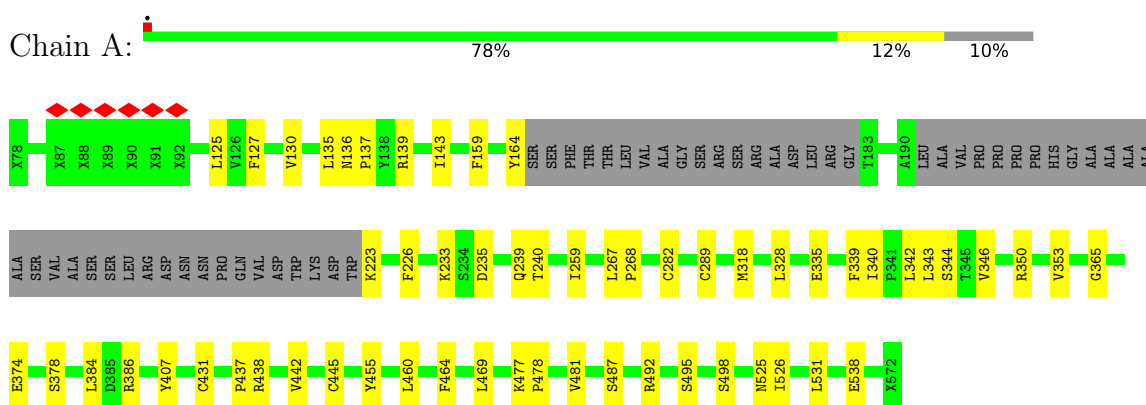 Chain A:
78% 12% 10%
X78 X87 X88 X89 X90 X91 X92 L125 V126 F127 V130 L135 N136 P137 Y138 R139 I143 F159 Y164 SER SER PHE THR THR LEU VAL ALA GLY SER ARG SER ARG ALA ASP LEU ARG GLY T183 A190 LEU ALA VAL PRO PRO PRO PRO HIS GLY ALA ALA ALA ALA
ALA SER VAL ALA SER SER LEU ARG ASP ASN ASN PRO GLN VAL ASP TRP LYS ASP TRP K223 F226 K233 S234 D235 Q239 T240 I259 L267 P268 C282 C289 M318 L328 E335 F339 I340 P341 L342 L343 S344 T345 V346 R350 V353 G365
E374 S378 L384 D385 R386 Y407 C431 P437 R438 V442 C445 Y455 L460 F464 L469 K477 P478 V481 S487 R492 S495 S498 N525 I526 L531 E538 X572